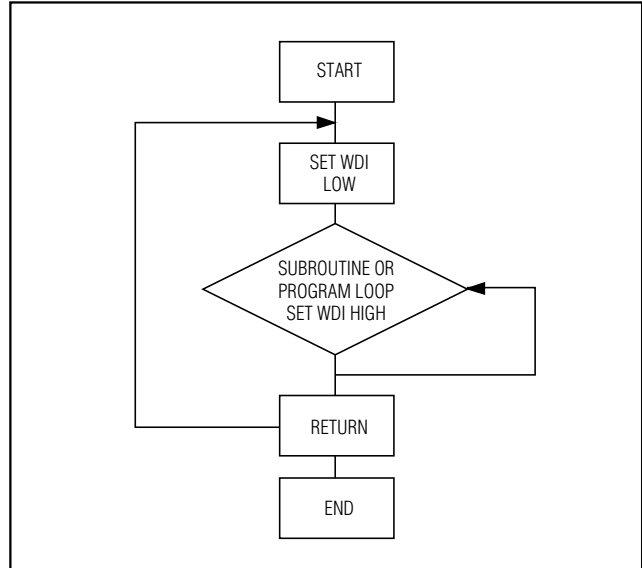 START
SET WDI
LOW
SUBROUTINE OR
PROGRAM LOOP
SET WDI HIGH
RETURN
END